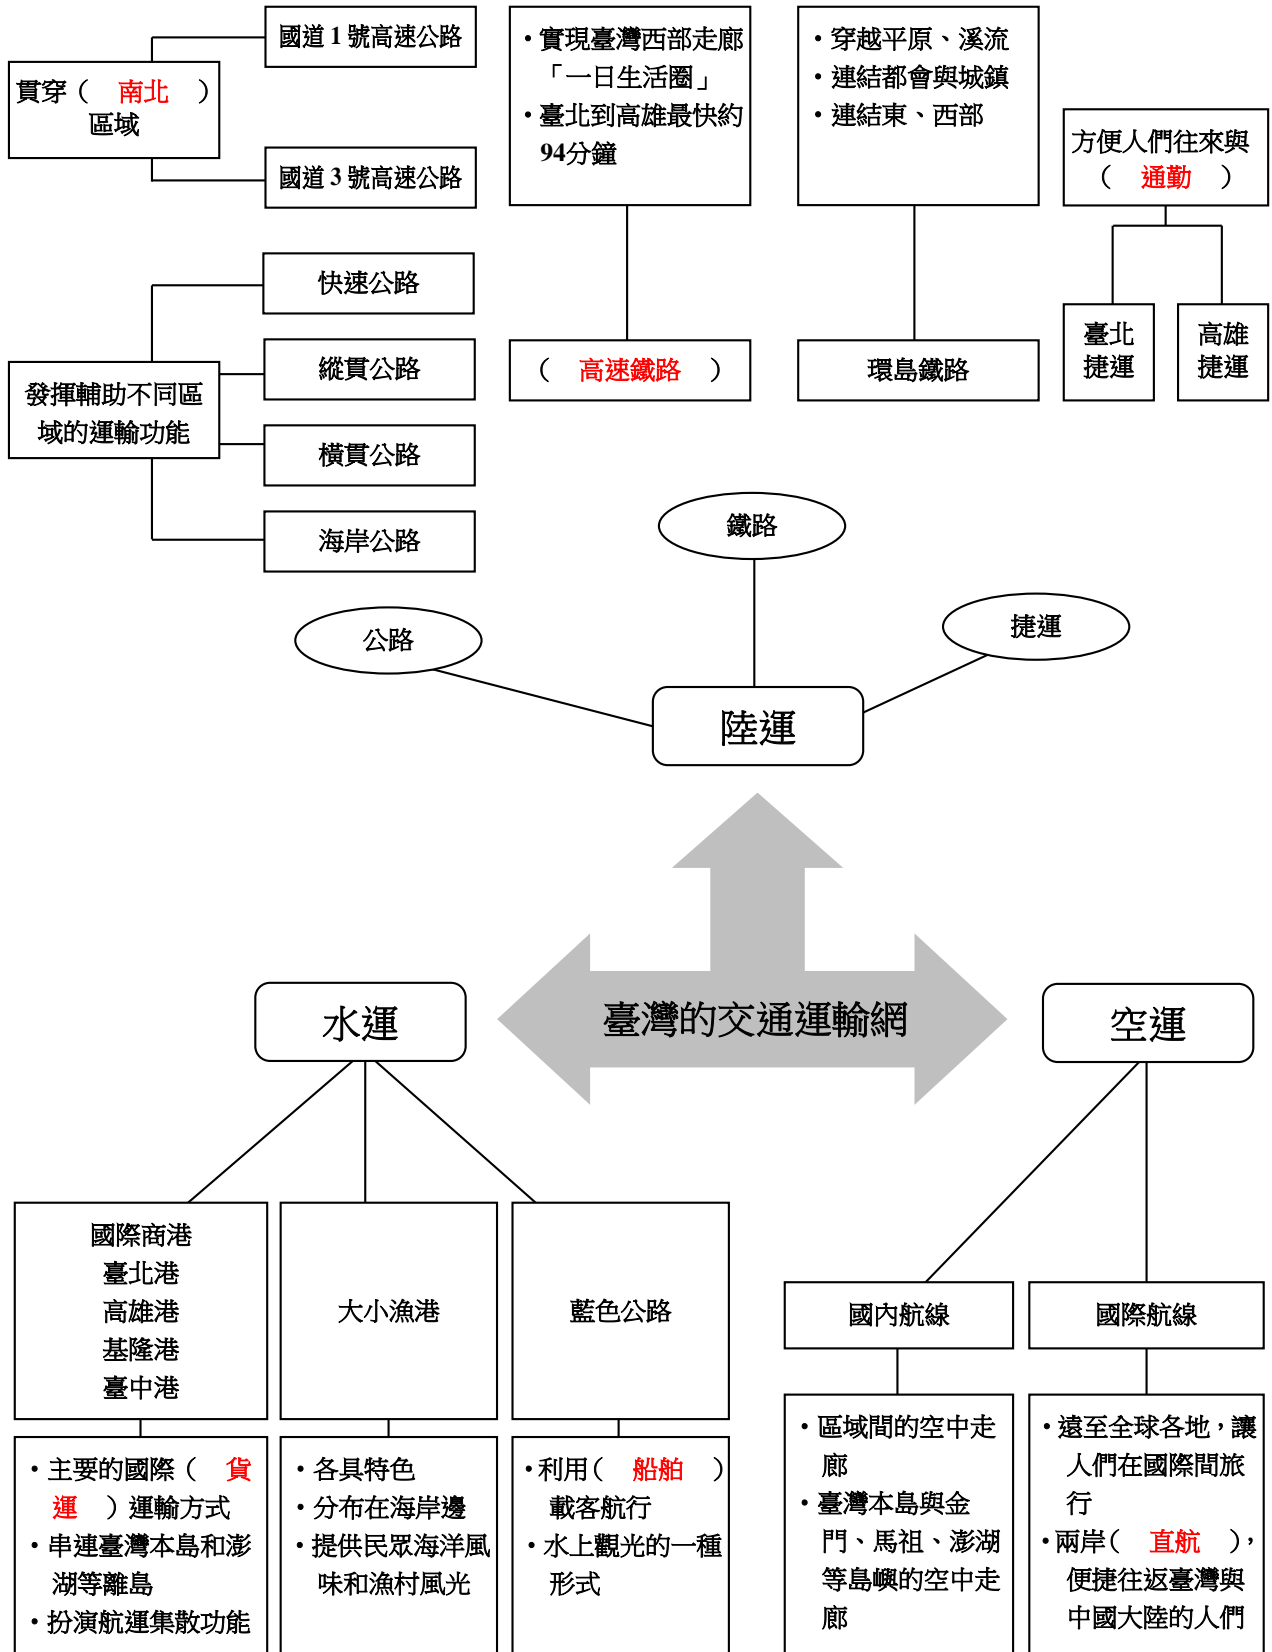 國道 1 號高速公路
貫穿（　南北　）
區域
國道 3 號高速公路
・實現臺灣西部走廊
「一日生活圈」
・臺北到高雄最快約
94分鐘
・穿越平原、溪流
・連結都會與城鎮
・連結東、西部
方便人們往來與
（　通勤　）
快速公路
縱貫公路
發揮輔助不同區
域的運輸功能
橫貫公路
海岸公路
（　高速鐵路　）
環島鐵路
臺北
捷運
高雄
捷運
鐵路
公路
捷運
陸運
水運
臺灣的交通運輸網
空運
國際商港
臺北港
高雄港
基隆港
臺中港
大小漁港
藍色公路
國內航線
國際航線
・主要的國際（　貨
運　）運輸方式
・串連臺灣本島和澎
湖等離島
・扮演航運集散功能
・各具特色
・分布在海岸邊
・提供民眾海洋風
味和漁村風光
・利用（　船舶　）
載客航行
・水上觀光的一種
形式
・區域間的空中走
廊
・臺灣本島與金
門、馬祖、澎湖
等島嶼的空中走
廊
・遠至全球各地，讓
人們在國際間旅
行
・兩岸（　直航　），
便捷往返臺灣與
中國大陸的人們